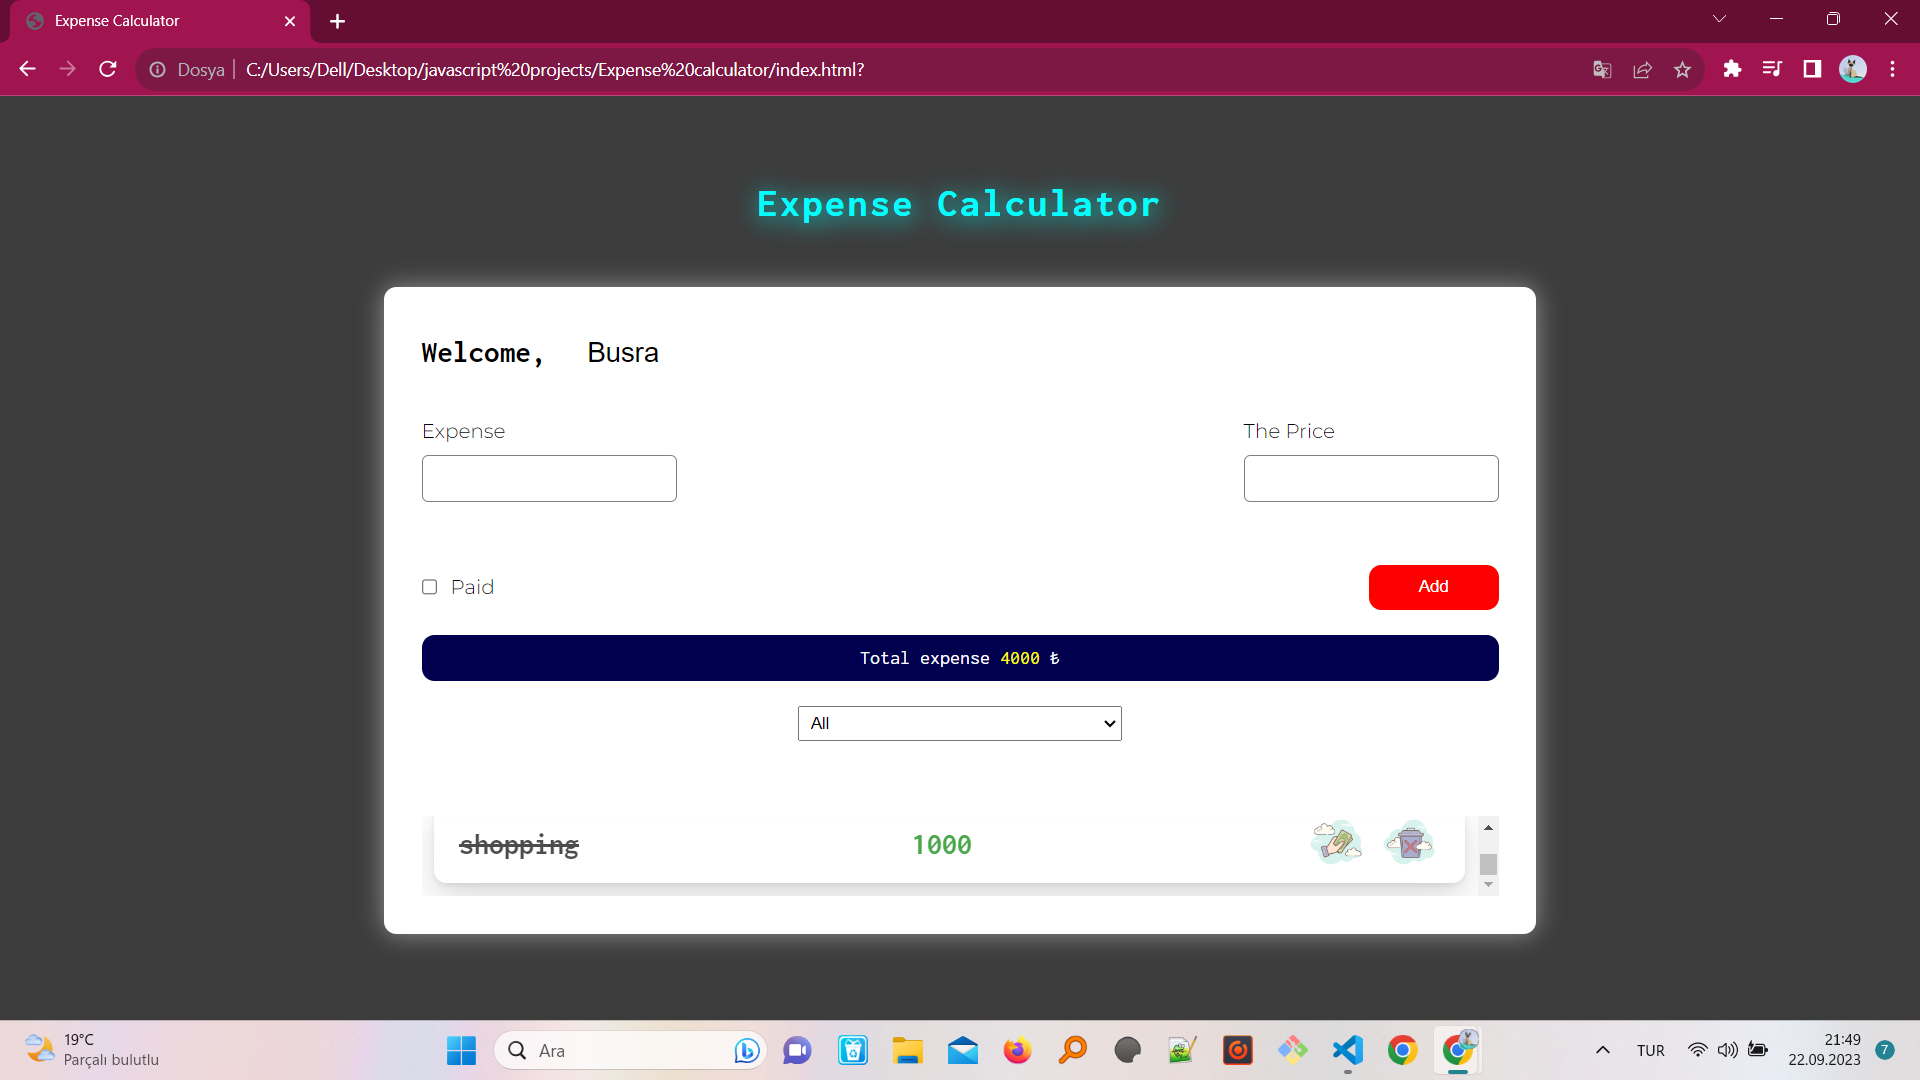 Expense Calculator
Dosya
C:/Users/Dell/Desktop/javascript%20projects/Expense%20calculator/index.html?
Expense Calculator
Welcome, Busra
Expense
The Price
Paid
Add
Total expense 4000 ₺
All
shopping 1000
19°C
Parçalı bulutlu
Ara
TUR
21:49
22.09.2023
7